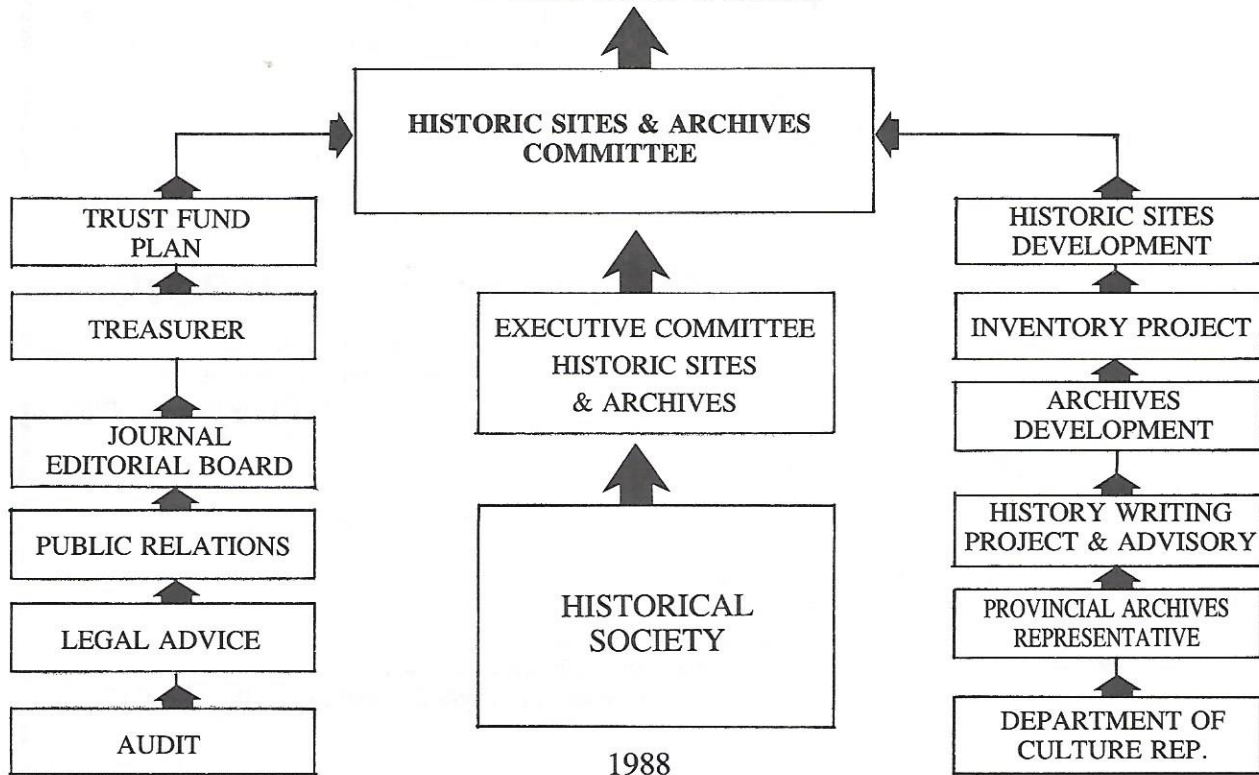 HISTORIC SITES & ARCHIVES
COMMITTEE
TRUST FUND
PLAN
TREASURER
JOURNAL
EDITORIAL BOARD
PUBLIC RELATIONS
LEGAL ADVICE
AUDIT
EXECUTIVE COMMITTEE
HISTORIC SITES
& ARCHIVES
HISTORICAL
SOCIETY
1988
HISTORIC SITES
DEVELOPMENT
INVENTORY PROJECT
ARCHIVES
DEVELOPMENT
HISTORY WRITING
PROJECT & ADVISORY
PROVINCIAL ARCHIVES
REPRESENTATIVE
DEPARTMENT OF
CULTURE REP.